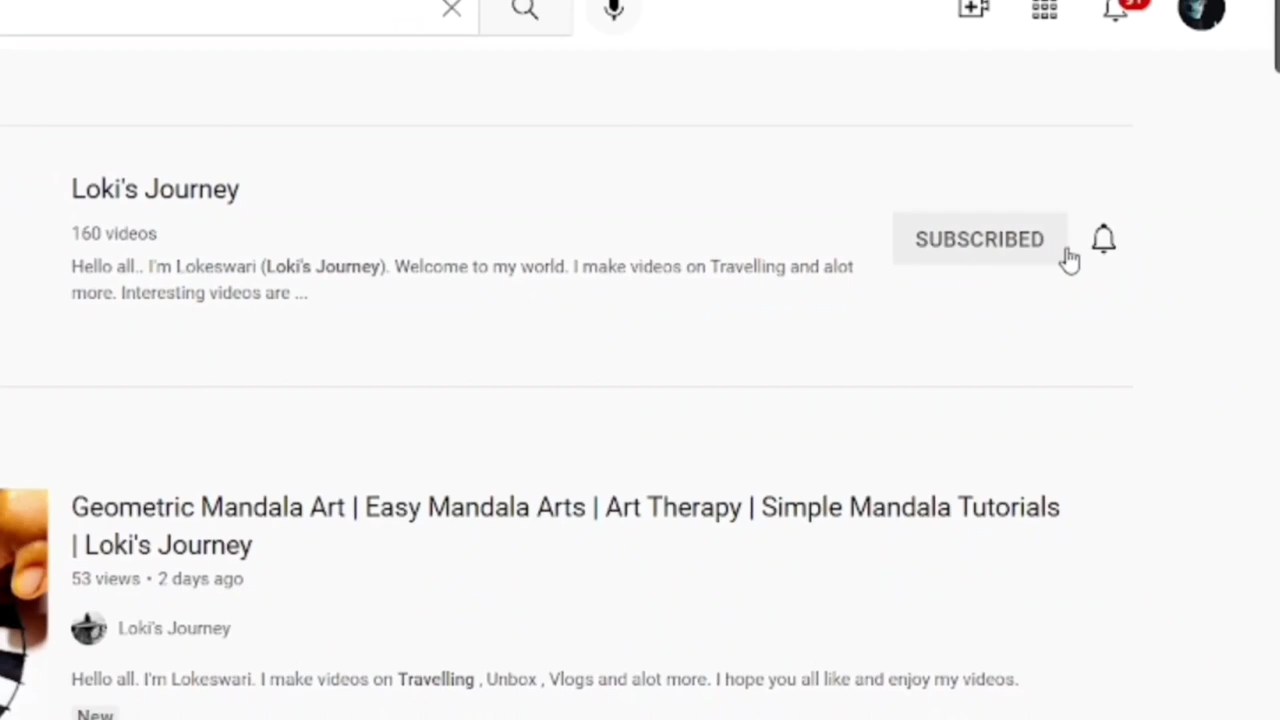 Loki's Journey
160 videos
SUBSCRIBED
Hello all.. I'm Lokeswari (Loki's Journey). Welcome to my world. I make videos on Travelling and alot
more. Interesting videos are ...
Geometric Mandala Art | Easy Mandala Arts | Art Therapy | Simple Mandala Tutorials
| Loki's Journey
53 views • 2 days ago
Loki's Journey
Hello all. I'm Lokeswari. I make videos on Travelling , Unbox , Vlogs and alot more. I hope you all like and enjoy my videos.
New